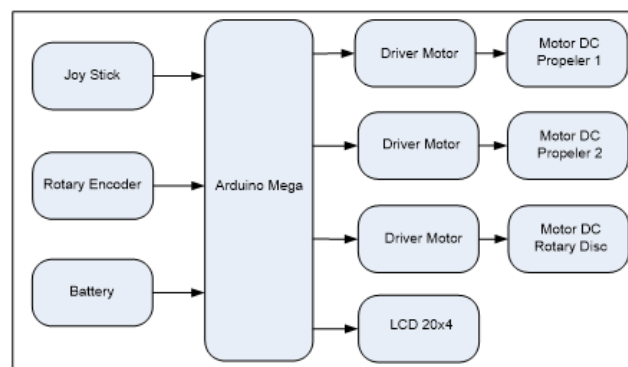 Joy Stick
Rotary Encoder
Battery
Arduino Mega
Driver Motor
Motor DC
Propeler 1
Driver Motor
Motor DC
Propeler 2
Driver Motor
Motor DC
Rotary Disc
LCD 20x4